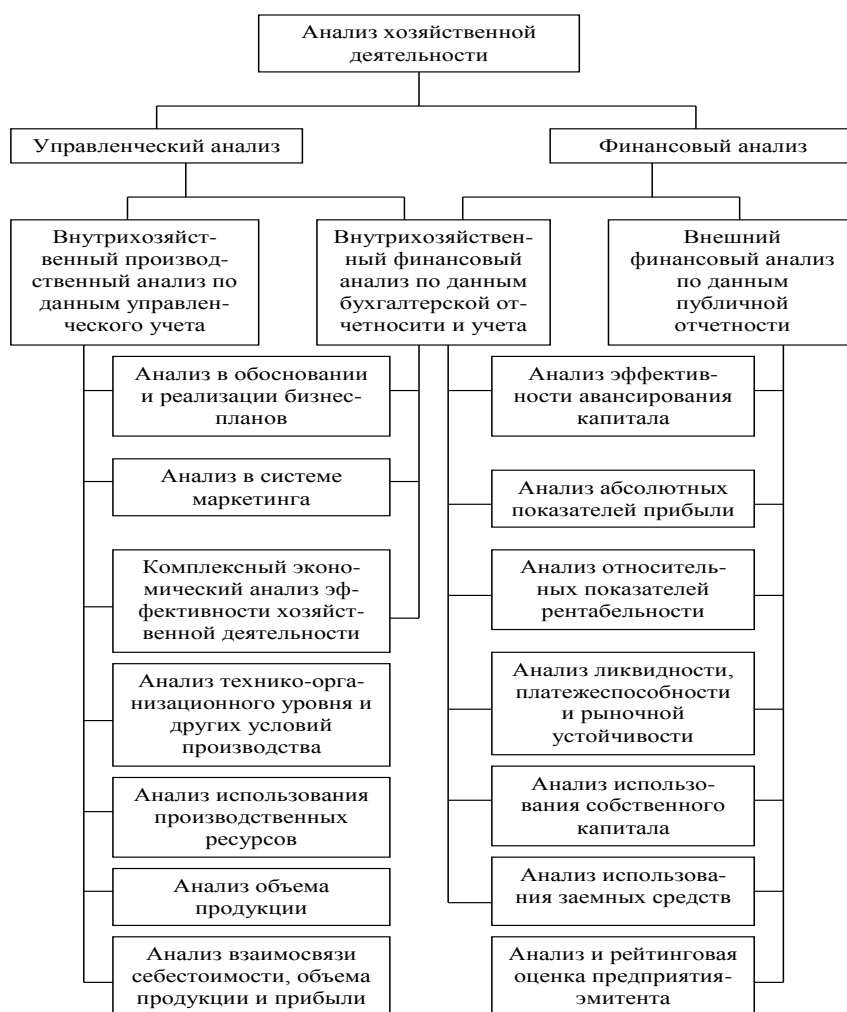 Анализ хозяйственной
деятельности
Управленческий анализ
Финансовый анализ
Внутрихозяйст-
венный производ-
ственный анализ по
данным управлен-
ческого учета
Внутрихозяйствен-
ный финансовый
анализ по данным
бухгалтерской от-
четносити и учета
Внешний
финансовый анализ
по данным
публичной
отчетности
Анализ в обосновании
и реализации бизнес-
планов
Анализ в системе
маркетинга
Комплексный эконо-
мический анализ эф-
фективности хозяйст-
венной деятельности
Анализ технико-орга-
низационного уровня и
других условий
производства
Анализ использования
производственных
ресурсов
Анализ объема
продукции
Анализ взаимосвязи
себестоимости, объема
продукции и прибыли
Анализ эффектив-
ности авансирования
капитала
Анализ абсолютных
показателей прибыли
Анализ относитель-
ных показателей
рентабельности
Анализ ликвидности,
платежеспособности
и рыночной
устойчивости
Анализ использо-
вания собственного
капитала
Анализ использова-
ния заемных средств
Анализ и рейтинговая
оценка предприятия-
эмитента